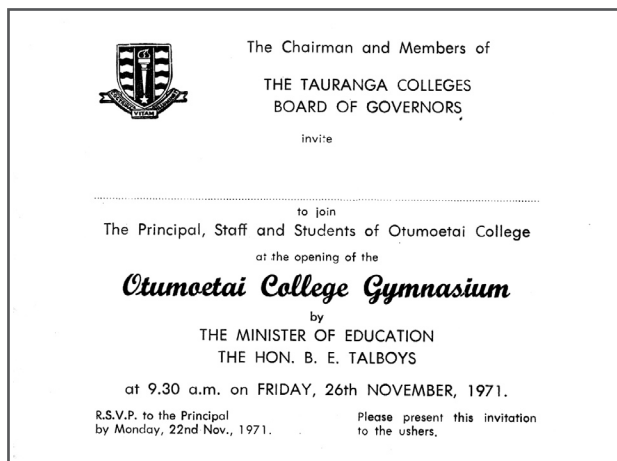 The Chairman and Members of
THE TAURANGA COLLEGES
BOARD OF GOVERNORS
invite
VITAM
to join
The Principal, Staff and Students of Otumoetai College
at the opening of the
Otumoetai College Gymnasium
by
THE MINISTER OF EDUCATION
THE HON. B. E. TALBOYS
at 9.30 a.m. on FRIDAY, 26th NOVEMBER, 1971.
R.S.V.P. to the Principal
by Monday, 22nd Nov., 1971.
Please present this invitation
to the ushers.